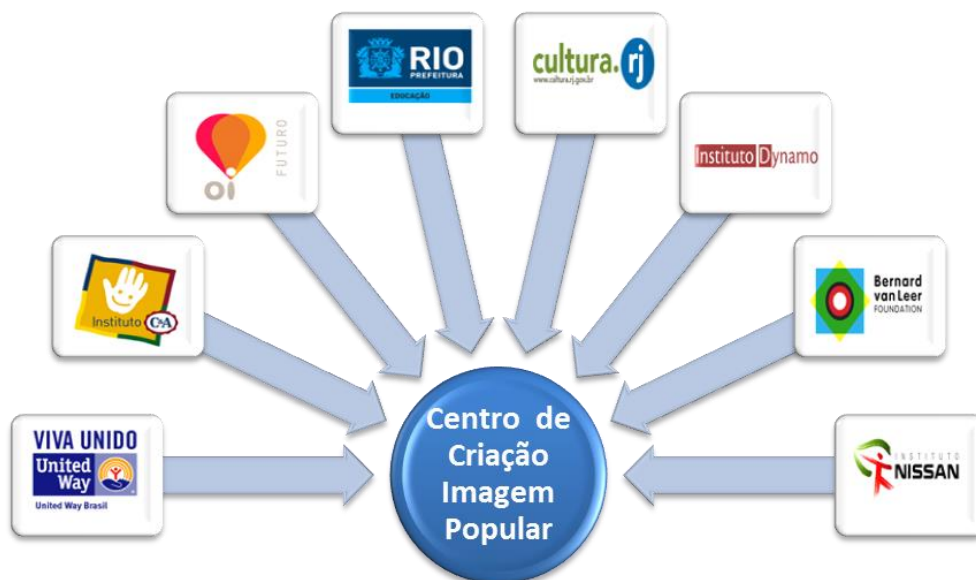 RIO
PREFEITURA
EDUCAÇÃO
cultura.rj
www.cultura.rj.gov.br
oi
FUTURO
Instituto Dynamo
Instituto C&A
Bernard
van Leer
FOUNDATION
VIVA UNIDO
United
Way
United Way Brasil
Centro de
Criação
Imagem
Popular
INSTITUTO
NISSAN